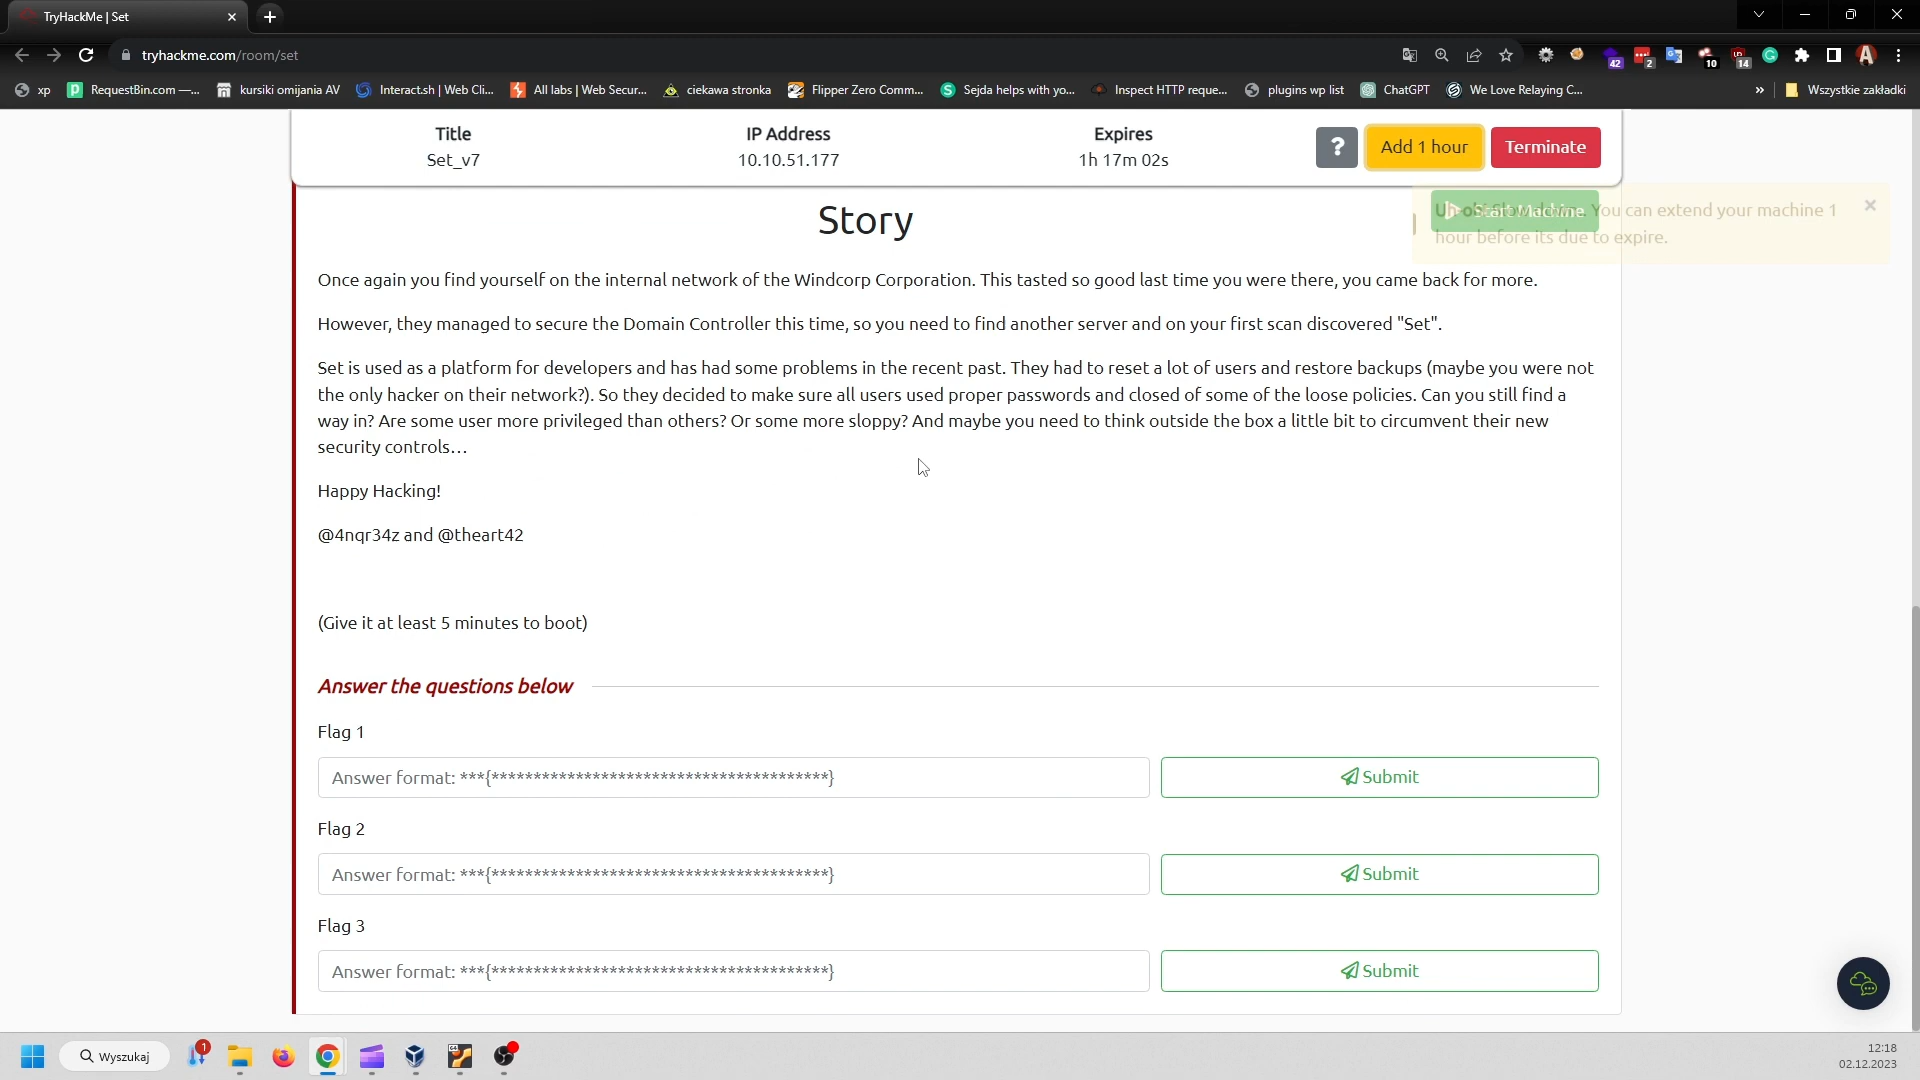 TryHackMe | Set
tryhackme.com/room/set
42
2
10
14
xp
RequestBin.com —...
kursiki omijania AV
Interact.sh | Web Cli...
All labs | Web Secur...
ciekawa stronka
Flipper Zero Comm...
Sejda helps with yo...
Inspect HTTP reque...
plugins wp list
ChatGPT
We Love Relaying C...
»
Wszystkie zakładki
Title
IP Address
Expires
Set_v7
10.10.51.177
1h 17m 02s
?
Add 1 hour
Terminate
Story
Start Machine
You can extend your machine 1
hour before its due to expire.
Once again you find yourself on the internal network of the Windcorp Corporation. This tasted so good last time you were there, you came back for more.
However, they managed to secure the Domain Controller this time, so you need to find another server and on your first scan discovered "Set".
Set is used as a platform for developers and has had some problems in the recent past. They had to reset a lot of users and restore backups (maybe you were not
the only hacker on their network?). So they decided to make sure all users used proper passwords and closed of some of the loose policies. Can you still find a
way in? Are some user more privileged than others? Or some more sloppy? And maybe you need to think outside the box a little bit to circumvent their new
security controls...
Happy Hacking!
@4nqr34z and @theart42
(Give it at least 5 minutes to boot)
Answer the questions below
Flag 1
Answer format: ***{****************************************}
Submit
Flag 2
Answer format: ***{****************************************}
Submit
Flag 3
Answer format: ***{****************************************}
Submit
Wyszukaj
1
64
12:18
02.12.2023